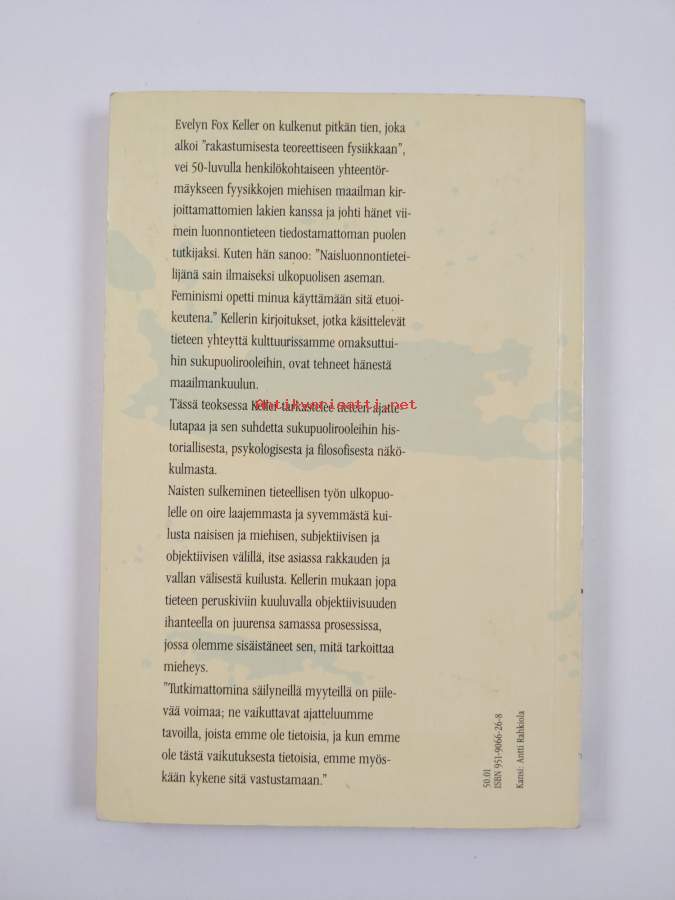 Evelyn Fox Keller on kulkenut pitkän tien, joka
alkoi ”rakastumisesta teoreettiseen fysiikkaan”,
vei 50-luvulla henkilökohtaiseen yhteentör-
mäykseen fyysikkojen miehisen maailman kir-
joittamattomien lakien kanssa ja johti hänet vii-
mein luonnontieteen tiedostamattoman puolen
tutkijaksi. Kuten hän sanoo: ”Naisluonnontietei-
lijänä sain ilmaiseksi ulkopuolisen aseman.
Feminismi opetti minua käyttämään sitä etuoi-
keutena.” Kellerin kirjoitukset, jotka käsittelevät
tieteen yhteyttä kulttuurissamme omaksuttui-
hin sukupuolirooleihin, ovat tehneet hänestä
maailmankuulun.
Antikvariaatti.net
Tässä teoksessa Keller tarkastelee tieteen ajatte-
lutapaa ja sen suhdetta sukupuolirooleihin his-
toriallisesta, psykologisesta ja filosofisesta näkö-
kulmasta.
Naisten sulkeminen tieteellisen työn ulkopuo-
lelle on oire laajemmasta ja syvemmästä kui-
lusta naisisen ja miehisen, subjektiivisen ja
objektiivisen välillä, itse asiassa rakkauden ja
vallan välisestä kuilusta. Kellerin mukaan jopa
tieteen peruskiviin kuuluvalla objektiivisuuden
ihanteella on juurensa samassa prosessissa,
jossa olemme sisäistäneet sen, mitä tarkoittaa
mieheys.
”Tutkimattomina säilyneillä myyteillä on piile-
vää voimaa; ne vaikuttavat ajatteluumme
tavoilla, joista emme ole tietoisia, ja kun emme
ole tästä vaikutuksesta tietoisia, emme myös-
kään kykene sitä vastustamaan.”
50.01
ISBN 951-9066-26-8
Kansi: Antti Rahkiola